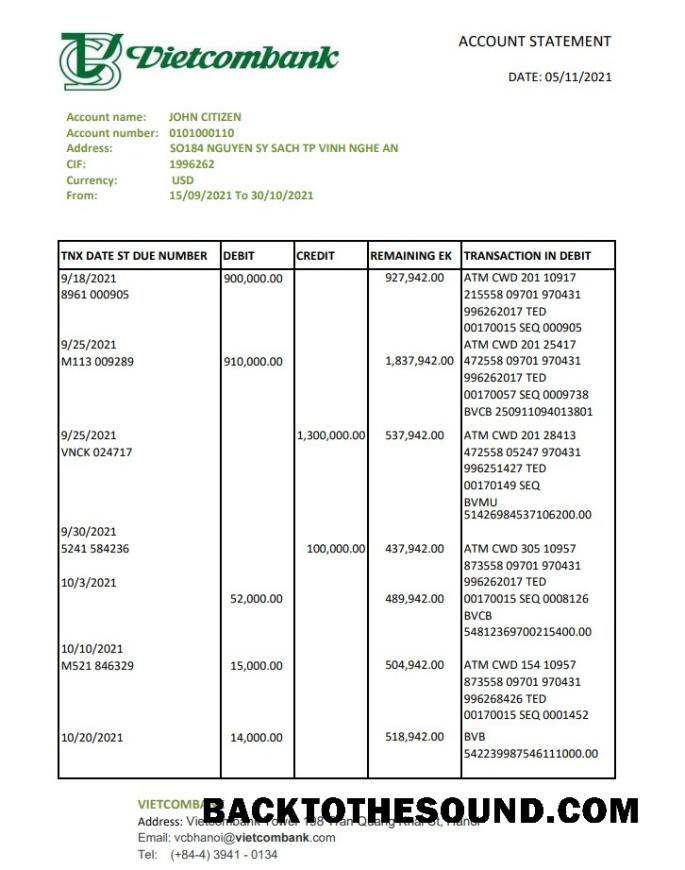 Vietcombank
ACCOUNT STATEMENT
DATE: 05/11/2021
Account name: JOHN CITIZEN
Account number: 0101000110
Address: SO184 NGUYEN SY SACH TP VINH NGHE AN
CIF: 1996262
Currency: USD
From: 15/09/2021 To 30/10/2021
TNX DATE ST DUE NUMBER DEBIT CREDIT REMAINING EK TRANSACTION IN DEBIT
9/18/2021 900,000.00 927,942.00 ATM CWD 201 10917
8961 000905 215558 09701 970431
996262017 TED
00170015 SEQ 000905
9/25/2021 ATM CWD 201 25417
M113 009289 910,000.00 1,837,942.00 472558 09701 970431
996262017 TED
00170057 SEQ 0009738
BVCB 250911094013801
9/25/2021 1,300,000.00 537,942.00 ATM CWD 201 28413
VNCK 024717 472558 05247 970431
996251427 TED
00170149 SEQ
BVMU
51426984537106200.00
9/30/2021
5241 584236 100,000.00 437,942.00 ATM CWD 305 10957
873558 09701 970431
10/3/2021 996262017 TED
52,000.00 489,942.00 00170015 SEQ 0008126
BVCB
54812369700215400.00
10/10/2021
M521 846329 15,000.00 504,942.00 ATM CWD 154 10957
873558 09701 970431
996268426 TED
00170015 SEQ 0001452
10/20/2021 14,000.00 518,942.00 BVB
542239987546111000.00
BACKTOTHESOUND.COM
Address: Vietcombank Tower 198 Tran Quang Khai St, Hanoi
Email: vcbhanoi@vietcombank.com
Tel: (+84-4) 3941 - 0134